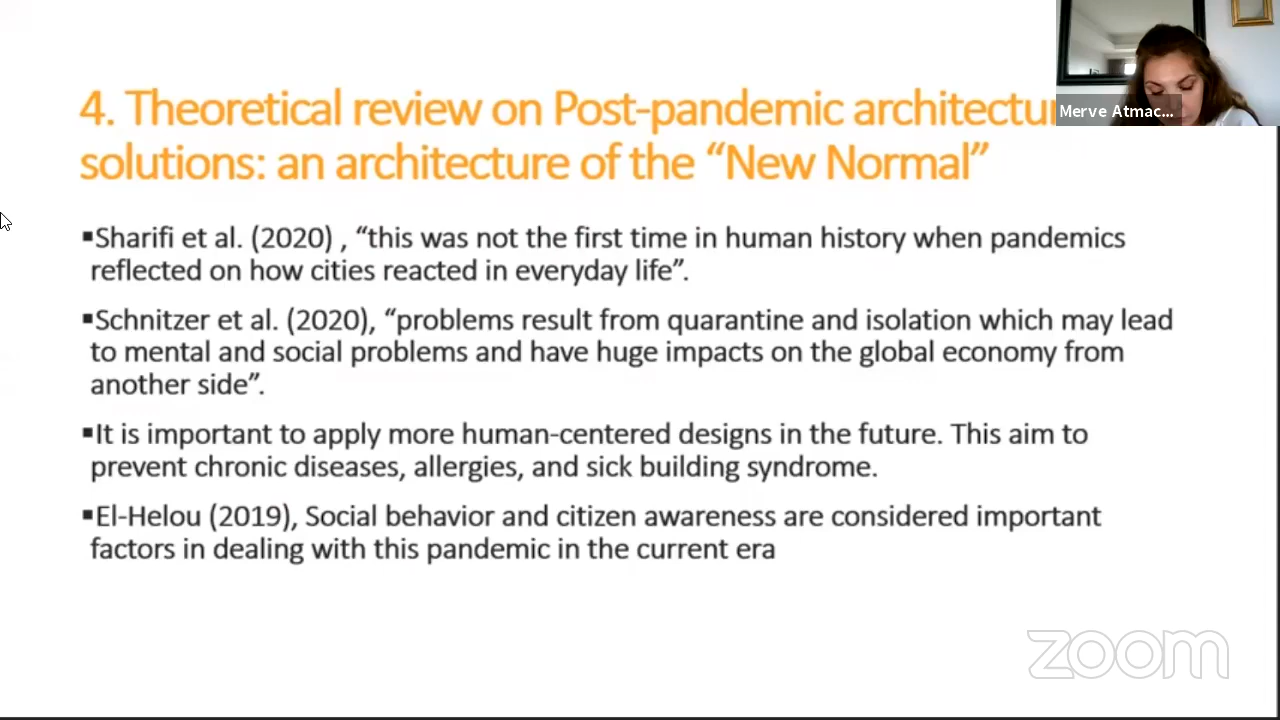 4. Theoretical review on Post-pandemic architectu
solutions: an architecture of the “New Normal”
Merve Atmac...
▪Sharifi et al. (2020) , “this was not the first time in human history when pandemics
reflected on how cities reacted in everyday life”.
▪Schnitzer et al. (2020), “problems result from quarantine and isolation which may lead
to mental and social problems and have huge impacts on the global economy from
another side”.
▪It is important to apply more human-centered designs in the future. This aim to
prevent chronic diseases, allergies, and sick building syndrome.
▪El-Helou (2019), Social behavior and citizen awareness are considered important
factors in dealing with this pandemic in the current era
zoom